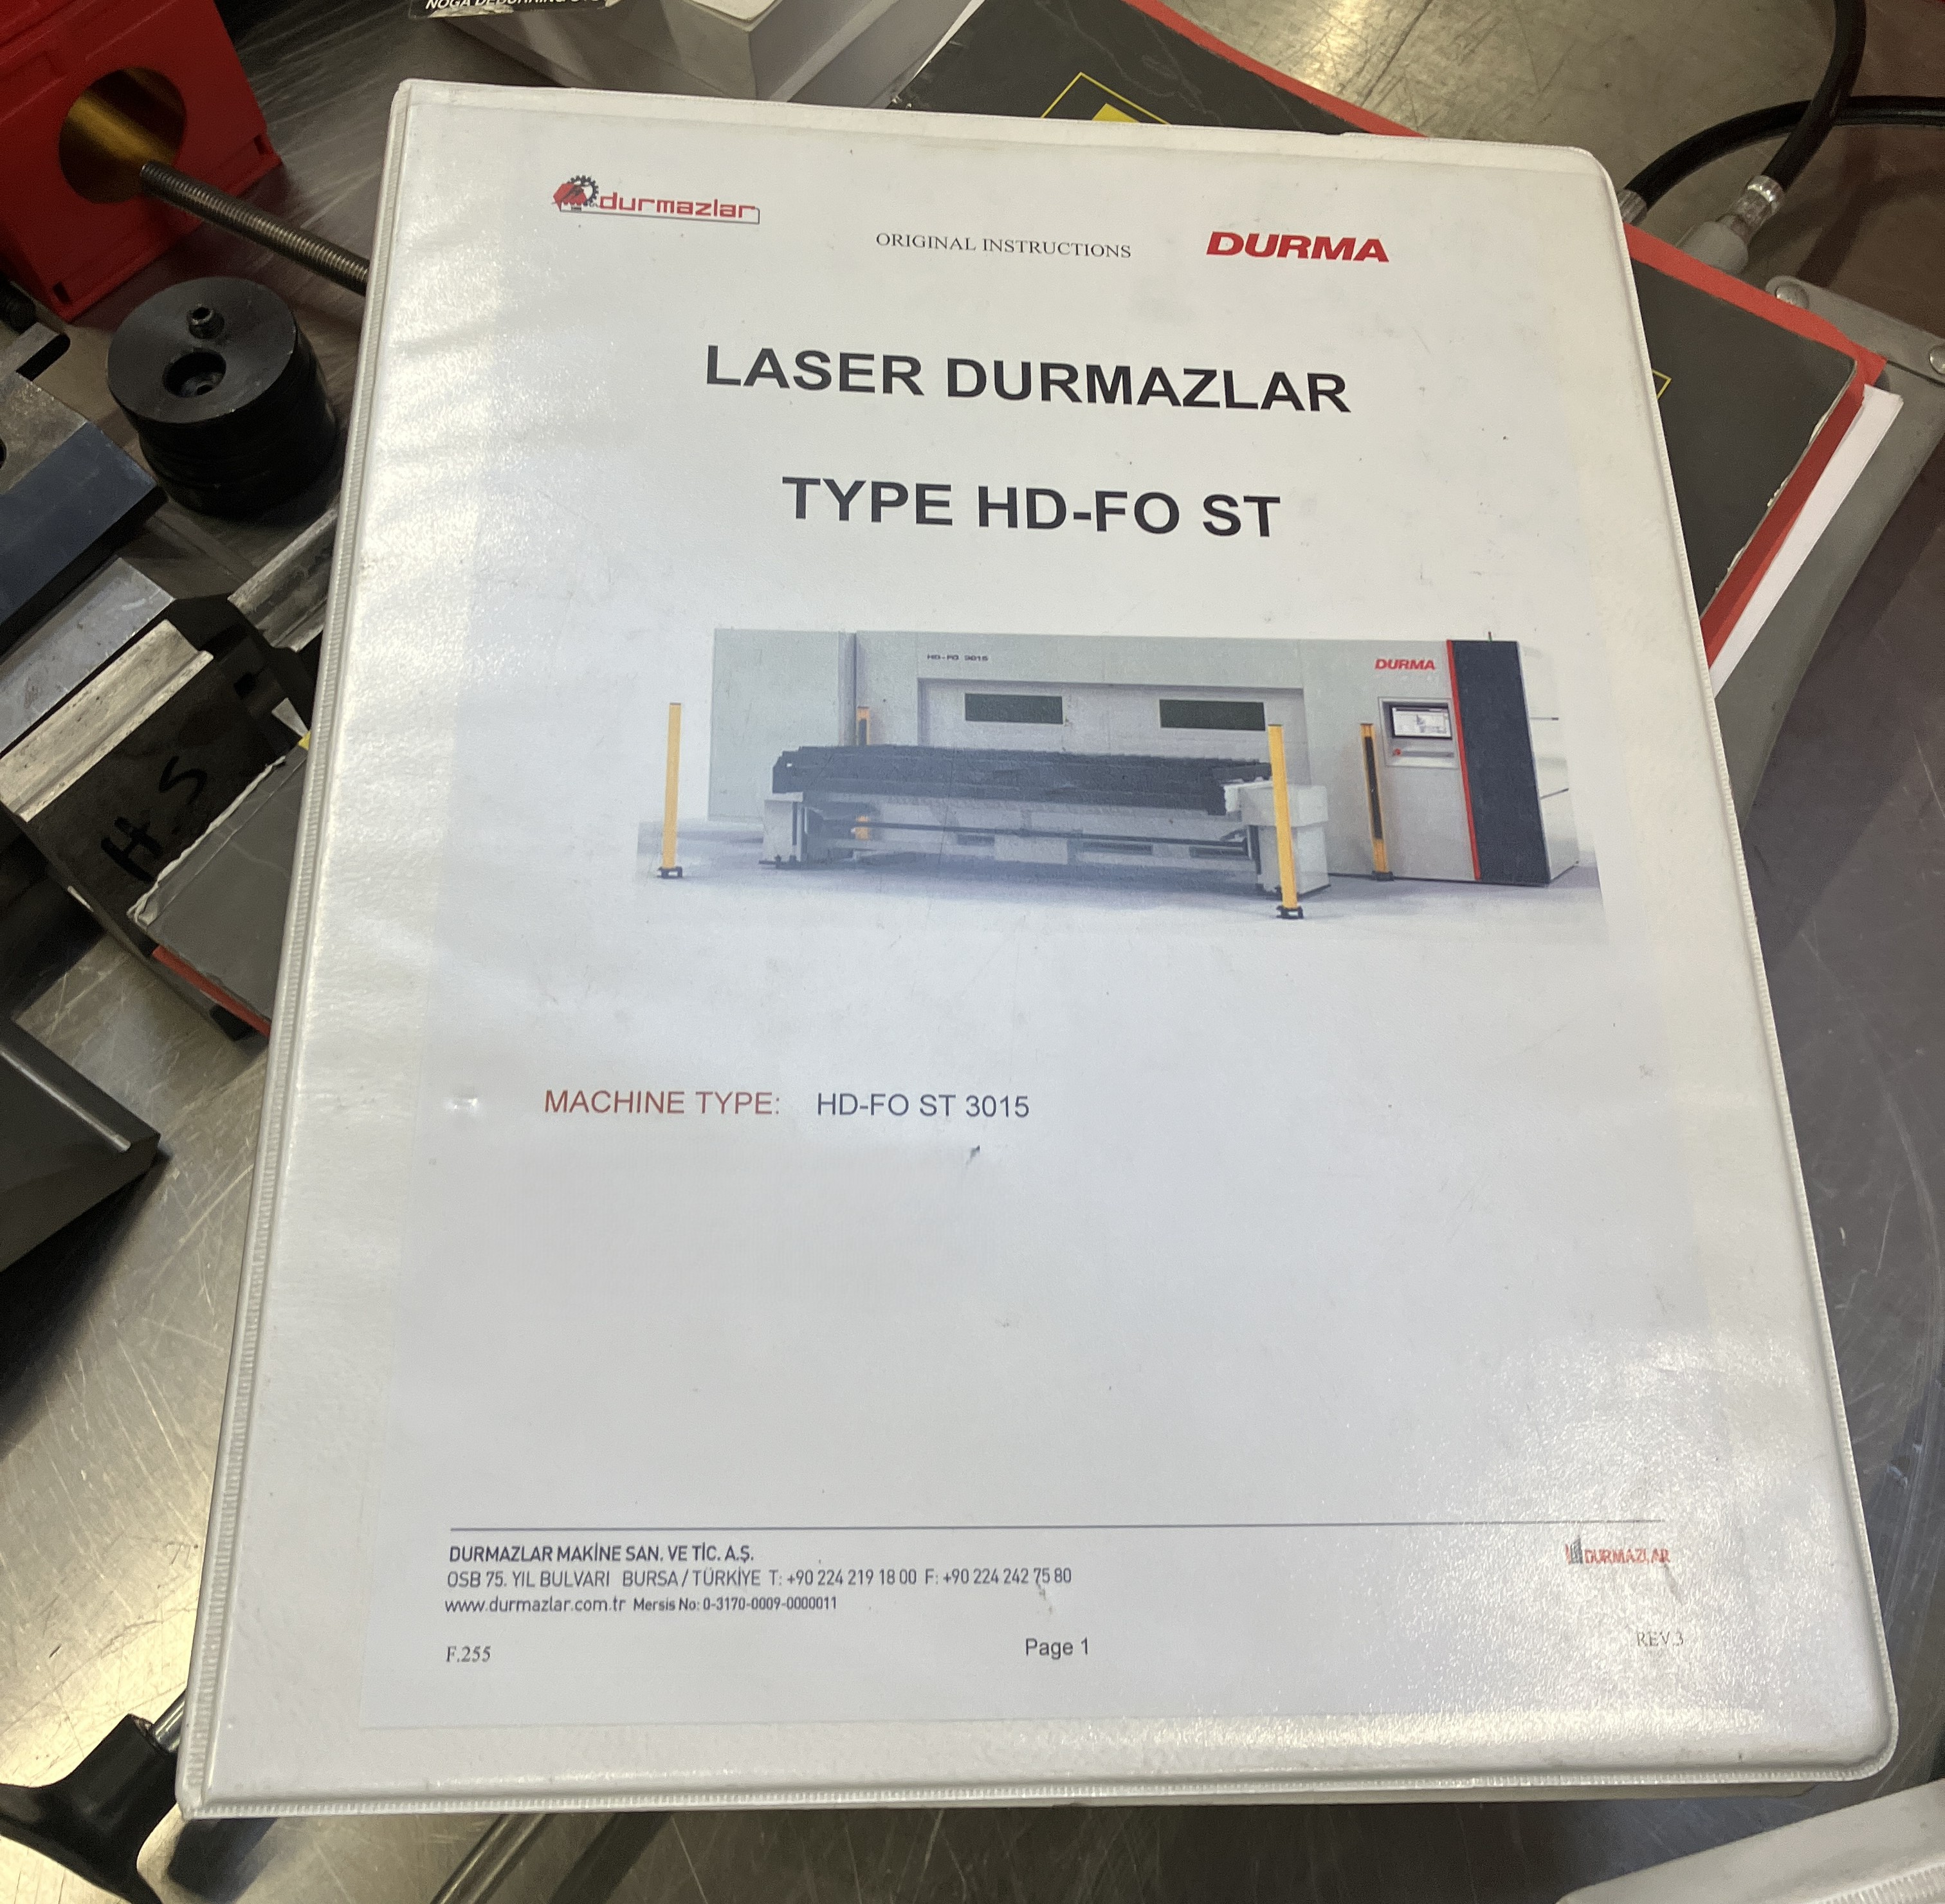 NOGA DEBURRING
durmazlar
ORIGINAL INSTRUCTIONS
DURMA
LASER DURMAZLAR
TYPE HD-FO ST
HD-FO 3015
DURMA
H-S
MACHINE TYPE: HD-FO ST 3015
DURMAZLAR MAKİNE SAN. VE TİC. A.Ş.
OSB 75. YIL BULVARI BURSA / TÜRKİYE T: +90 224 219 18 00 F: +90 224 242 75 80
www.durmazlar.com.tr Mersis No: 0-3170-0009-0000011
DURMAZLAR
F.255
Page 1
REV.3